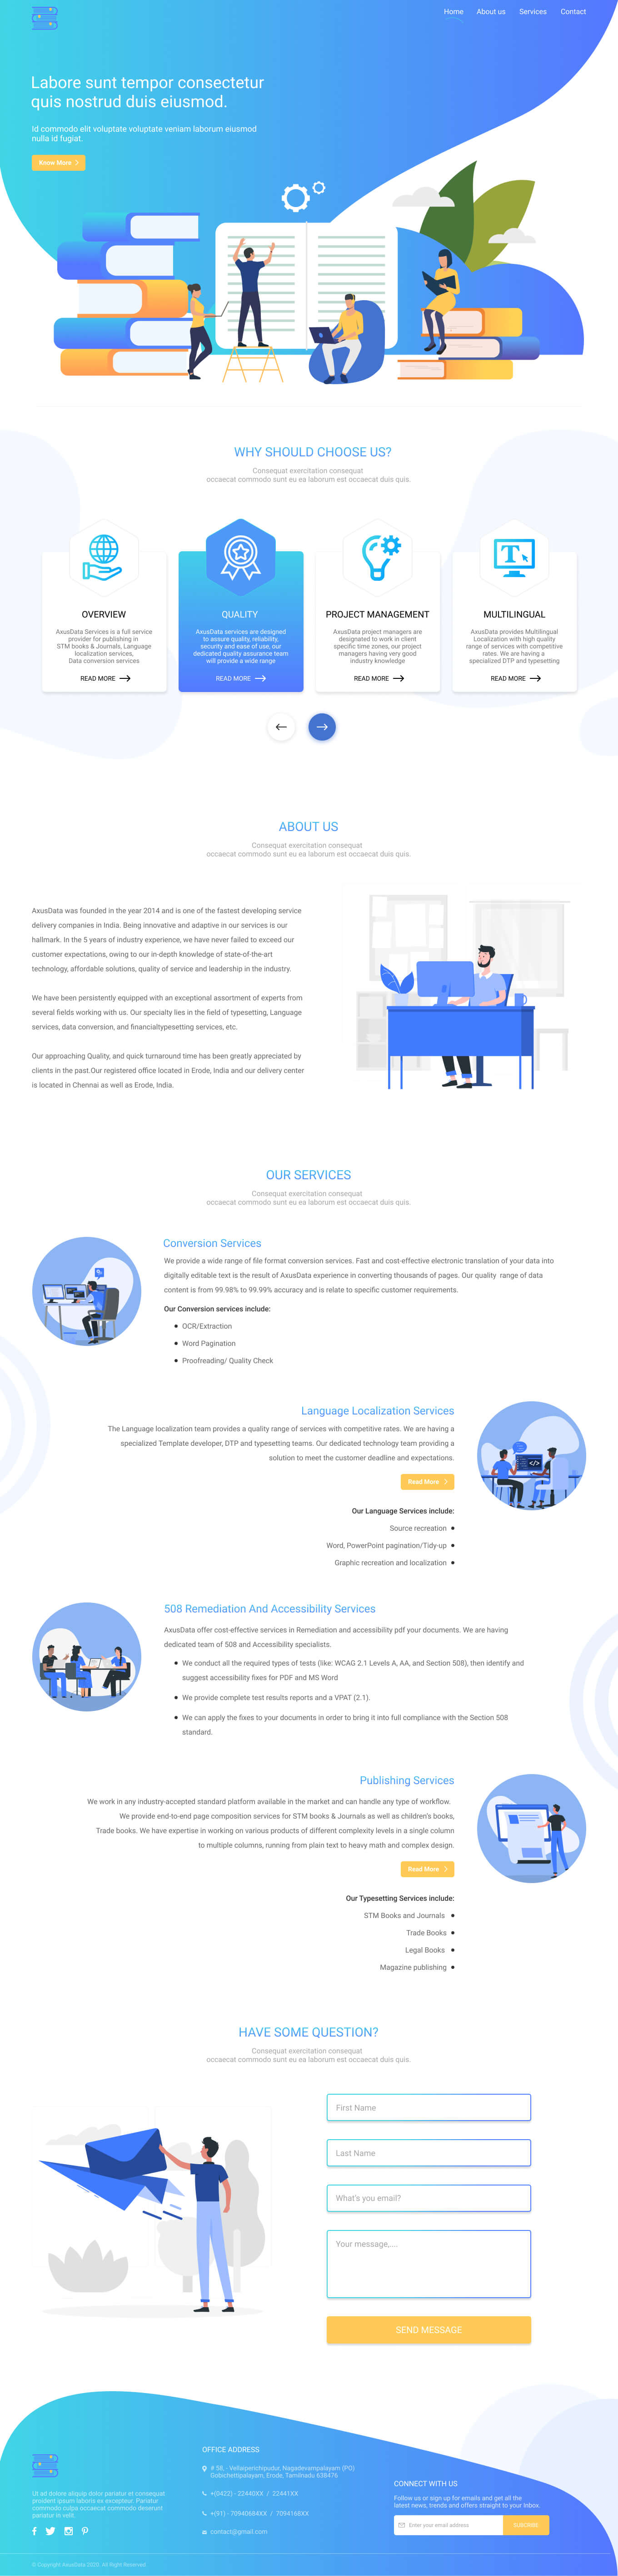 Home About us Services Contact
Labore sunt tempor consectetur
quis nostrud duis eiusmod.
Id commodo elit voluptate voluptate veniam laborum eiusmod
nulla id fugiat.
Know More
WHY SHOULD CHOOSE US?
Consequat exercitation consequat
occaecat commodo sunt eu ea laborum est occaecat duis quis.
OVERVIEW
AxusData Services is a full service
provider for publishing in
STM books & Journals, Language
localization services,
Data conversion services
READ MORE
QUALITY
AxusData services are designed
to assure quality, reliability,
security and ease of use, our
dedicated quality assurance team
will provide a wide range
READ MORE
PROJECT MANAGEMENT
AxusData project managers are
designated to work in client
specific time zones, our project
managers having very good
industry knowledge
READ MORE
T
MULTILINGUAL
AxusData provides Multilingual
Localization with high quality
range of services with competitive
rates. We are having a
specialized DTP and typesetting
READ MORE
ABOUT US
Consequat exercitation consequat
occaecat commodo sunt eu ea laborum est occaecat duis quis.
AxusData was founded in the year 2014 and is one of the fastest developing service
delivery companies in India. Being innovative and adaptive in our services is our
hallmark. In the 5 years of industry experience, we have never failed to exceed our
customer expectations, owing to our in-depth knowledge of state-of-the-art
technology, affordable solutions, quality of service and leadership in the industry.
We have been persistently equipped with an exceptional assortment of experts from
several fields working with us. Our specialty lies in the field of typesetting, Language
services, data conversion, and financialtypesetting services, etc.
Our approaching Quality, and quick turnaround time has been greatly appreciated by
clients in the past.Our registered office located in Erode, India and our delivery center
is located in Chennai as well as Erode, India.
OUR SERVICES
Consequat exercitation consequat
occaecat commodo sunt eu ea laborum est occaecat duis quis.
Conversion Services
We provide a wide range of file format conversion services. Fast and cost-effective electronic translation of your data into
digitally editable text is the result of AxusData experience in converting thousands of pages. Our quality range of data
content is from 99.98% to 99.99% accuracy and is relate to specific customer requirements.
Our Conversion services include:
OCR/Extraction
Word Pagination
Proofreading/ Quality Check
Language Localization Services
The Language localization team provides a quality range of services with competitive rates. We are having a
specialized Template developer, DTP and typesetting teams. Our dedicated technology team providing a
solution to meet the customer deadline and expectations.
Read More
Our Language Services include:
Source recreation
Word, PowerPoint pagination/Tidy-up
Graphic recreation and localization
</>
508 Remediation And Accessibility Services
AxusData offer cost-effective services in Remediation and accessibility pdf your documents. We are having
dedicated team of 508 and Accessibility specialists.
We conduct all the required types of tests (like: WCAG 2.1 Levels A, AA, and Section 508), then identify and
suggest accessibility fixes for PDF and MS Word
We provide complete test results reports and a VPAT (2.1).
We can apply the fixes to your documents in order to bring it into full compliance with the Section 508
standard.
Publishing Services
We work in any industry-accepted standard platform available in the market and can handle any type of workflow.
We provide end-to-end page composition services for STM books & Journals as well as children's books,
Trade books. We have expertise in working on various products of different complexity levels in a single column
to multiple columns, running from plain text to heavy math and complex design.
Read More
Our Typesetting Services include:
STM Books and Journals
Trade Books
Legal Books
Magazine publishing
HAVE SOME QUESTION?
Consequat exercitation consequat
occaecat commodo sunt eu ea laborum est occaecat duis quis.
First Name
Last Name
What's you email?
Your message,....
SEND MESSAGE
Ut ad dolore aliquip dolor pariatur et consequat
proident ipsum laboris ex excepteur. Pariatur
commodo culpa occaecat commodo deserunt
pariatur in velit.
OFFICE ADDRESS
# 58, - Vellaiperichipudur, Nagadevampalayam (PO)
Gobichettipalayam, Erode, Tamilnadu 638476
+(0422) - 22440XX / 22441XX
+(91) - 70940684XX / 7094168XX
contact@gmail.com
CONNECT WITH US
Follow us or sign up for emails and get all the
latest news, trends and offers straight to your inbox
Enter your email address
SUBCRIBE
© Copyright AxusData 2020. All Right Reserved.